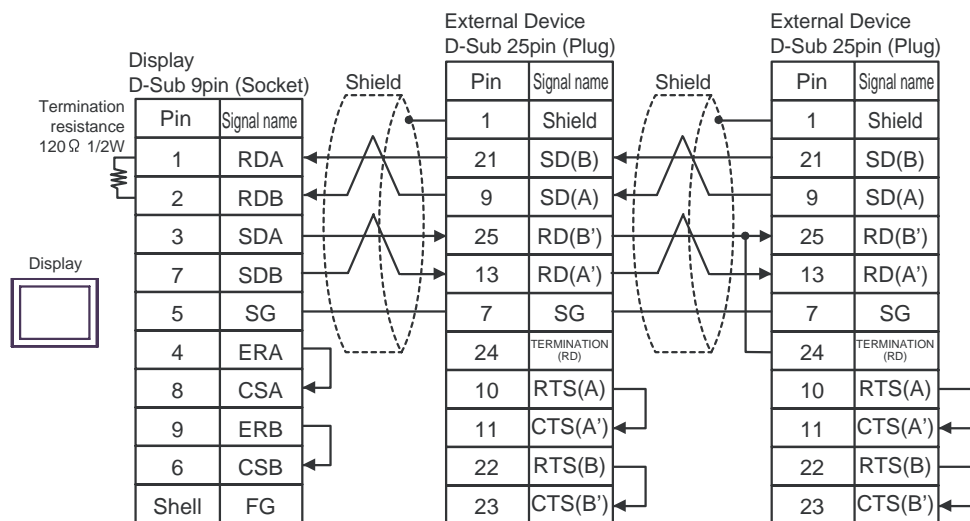 External Device
D-Sub 25pin (Plug)
External Device
D-Sub 25pin (Plug)
Display
D-Sub 9pin (Socket)
Shield
Shield
Termination
resistance
120Ω 1/2W
Display
Pin Signal name
1 RDA
2 RDB
3 SDA
7 SDB
5 SG
4 ERA
8 CSA
9 ERB
6 CSB
Shell FG
Pin Signal name
1 Shield
21 SD(B)
9 SD(A)
25 RD(B’)
13 RD(A’)
7 SG
24 TERMINATION
(RD)
10 RTS(A)
11 CTS(A’)
22 RTS(B)
23 CTS(B’)
Pin Signal name
1 Shield
21 SD(B)
9 SD(A)
25 RD(B’)
13 RD(A’)
7 SG
24 TERMINATION
(RD)
10 RTS(A)
11 CTS(A’)
22 RTS(B)
23 CTS(B’)